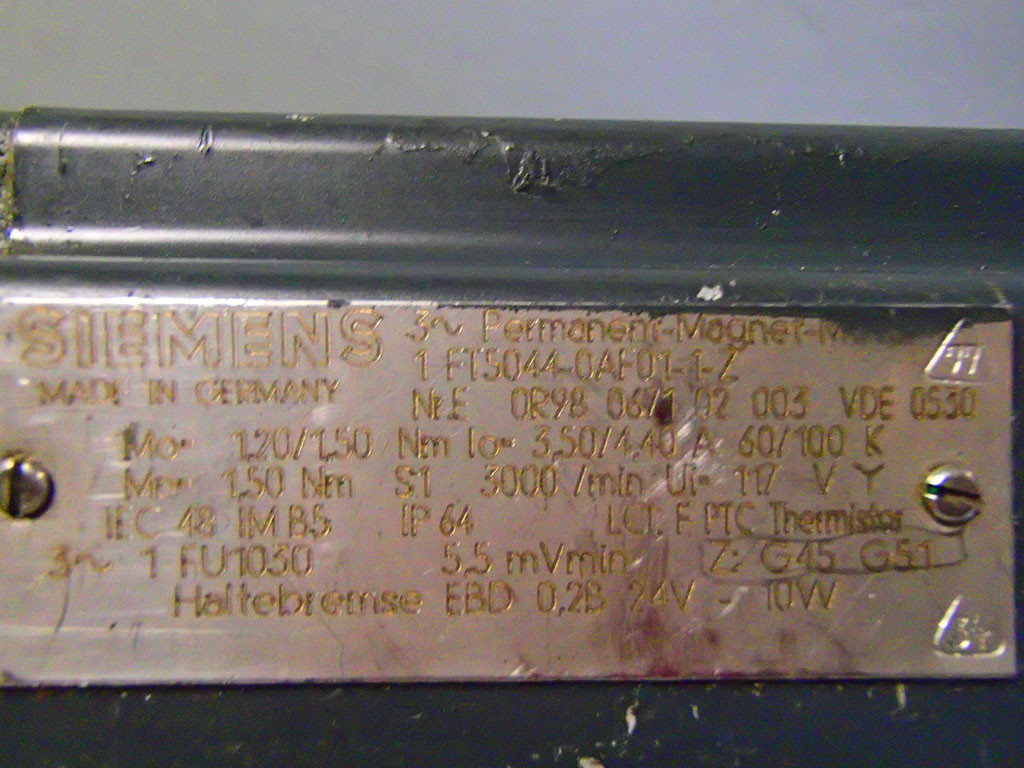 SIEMENS 3~ Permanent-Magnet-M
1 FT5044-0AF01-1-Z
MADE IN GERMANY
Nr.E 0R98 0671 02 003 VDE 0530
Mo= 1,20/1,50 Nm Io= 3,50/4,40 A 60/100 K
Mn= 1,50 Nm S1 3000 /min Ui= 117 V Y
IEC 48 IM B5 IP 64 I.CL. F PTC Thermistor
3~ 1 FU1030 5,5 mVmin Z: G45 G51
Haltebremse EBD 0,2B 24V - 10W